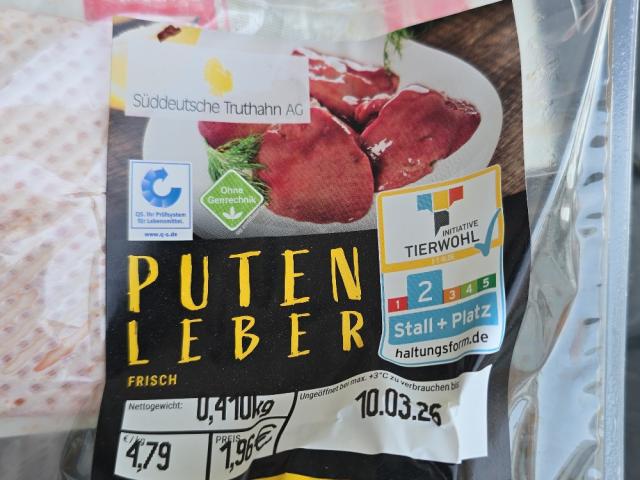 Süddeutsche Truthahn AG
QS. Ihr Prüfsystem
für Lebensmittel.
www.q-s.de
Ohne
Gentechnik
INITIATIVE
TIERWOHL
1 2 3 4 5
Stall + Platz
haltungsform.de
PUTEN
LEBER
FRISCH
Nettogewicht: 0,410kg
Ungeöffnet bei max. +3°C zu verbrauchen bis:
10.03.26
€/kg
4,79
PREIS
1,96€